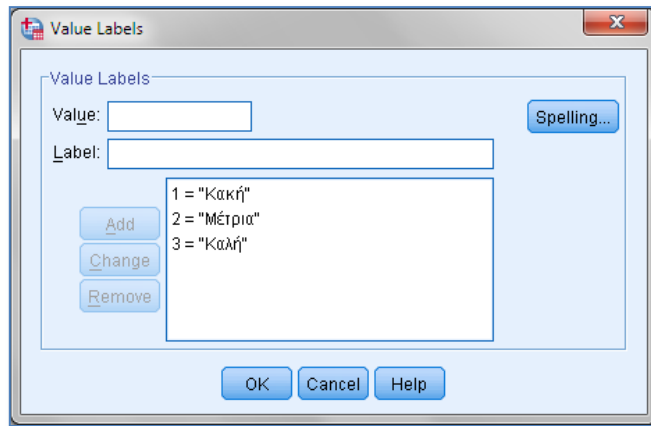 Value Labels
Value Labels
Value:
Spelling...
Label:
1 = "Κακή"
2 = "Μέτρια"
3 = "Καλή"
Add
Change
Remove
OK Cancel Help